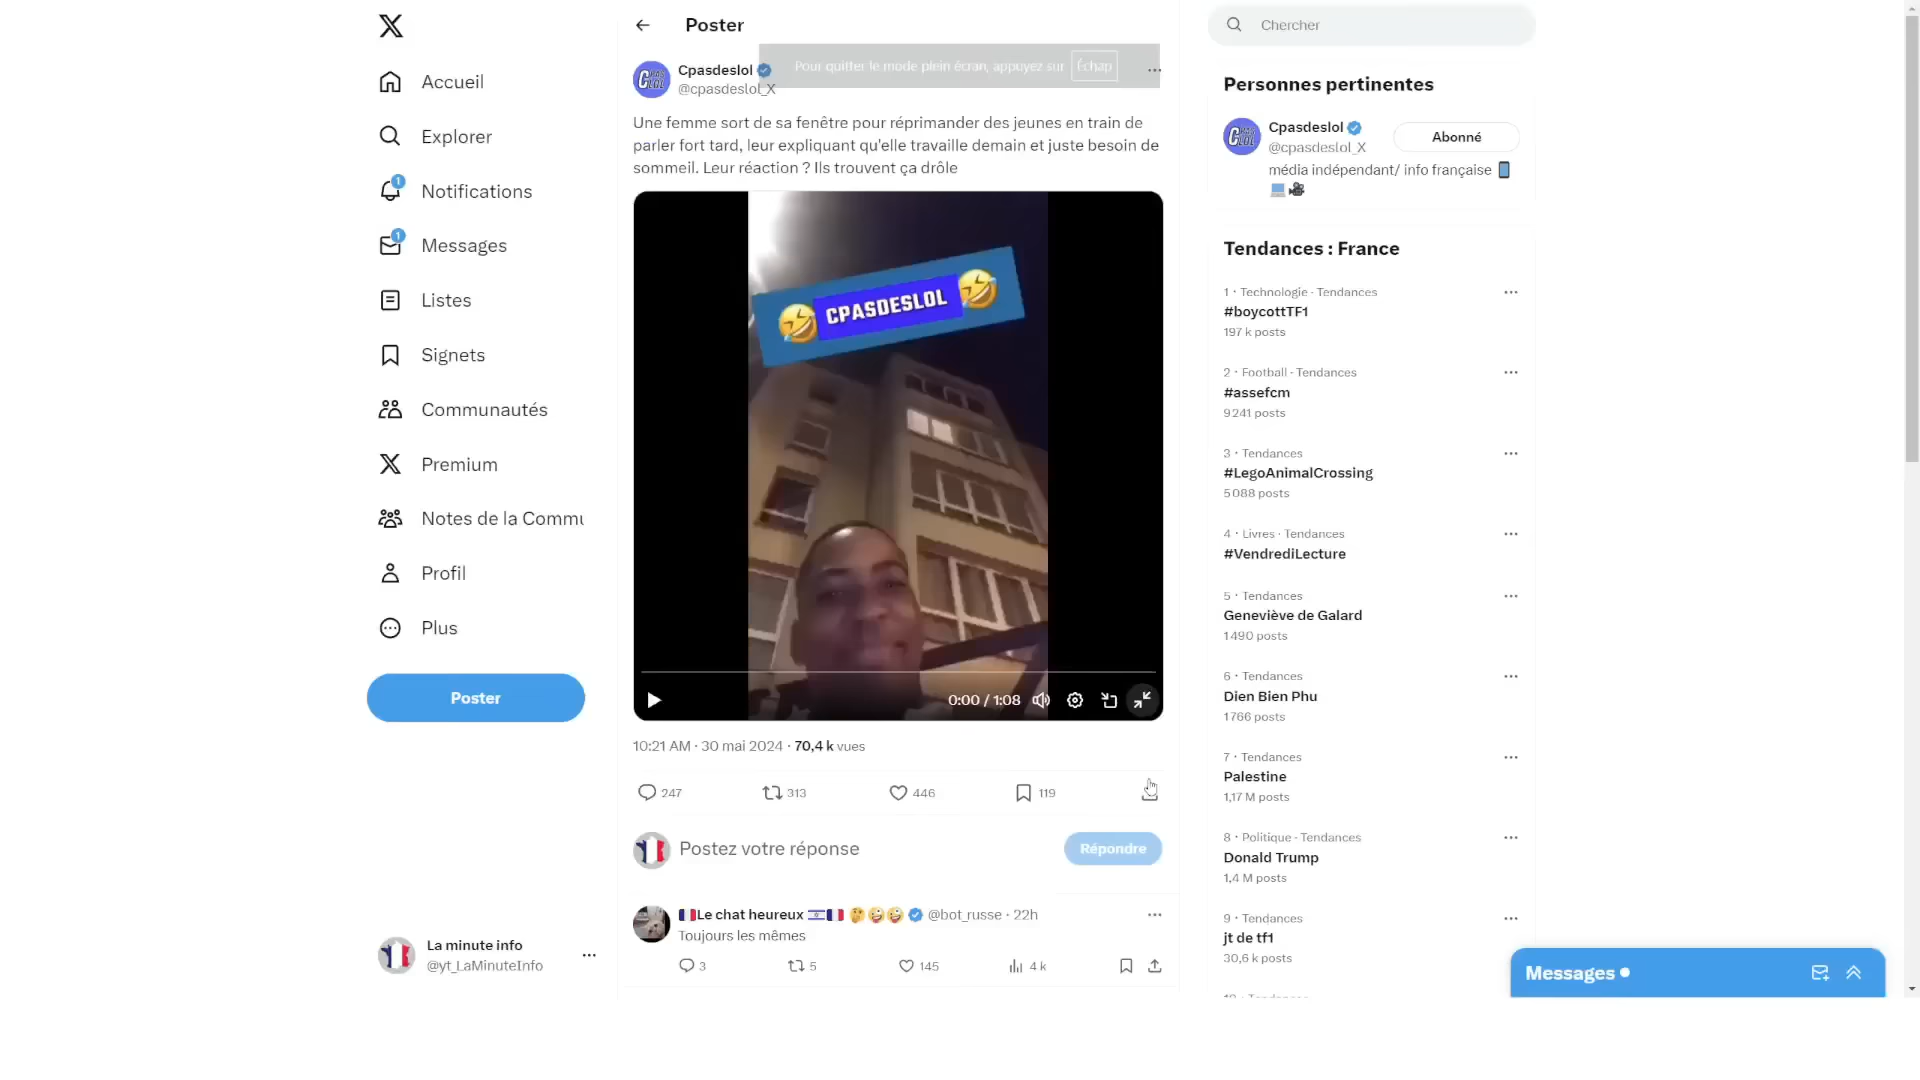 Accueil
Explorer
1
Notifications
1
Messages
Listes
Signets
Communautés
Premium
Notes de la Commu
Profil
Plus
Poster
La minute info
@yt_LaMinuteInfo
Poster
Pour quitter le mode plein écran, appuyez sur Échap
Cpasdeslol
@cpasdeslol_X
Une femme sort de sa fenêtre pour réprimander des jeunes en train de
parler fort tard, leur expliquant qu'elle travaille demain et juste besoin de
sommeil. Leur réaction ? Ils trouvent ça drôle
CPASDESLOL
0:00 / 1:08
10:21 AM · 30 mai 2024 · 70,4 k vues
247 313 446 119
Postez votre réponse
Répondre
🇫🇷Le chat heureux 🇮🇱🇫🇷 🤔🤪🤪 @bot_russe · 22h
Toujours les mêmes
3 5 145 4 k
Chercher
Personnes pertinentes
CPAS LOL
Cpasdeslol
@cpasdeslol_X
Abonné
média indépendant/ info française 📱
💻🎥
Tendances : France
1 · Technologie · Tendances
#boycottTF1
197 k posts
2 · Football · Tendances
#assefcm
9 241 posts
3 · Tendances
#LegoAnimalCrossing
5 088 posts
4 · Livres · Tendances
#VendrediLecture
5 · Tendances
Geneviève de Galard
1 490 posts
6 · Tendances
Dien Bien Phu
1 766 posts
7 · Tendances
Palestine
1,17 M posts
8 · Politique · Tendances
Donald Trump
1,4 M posts
9 · Tendances
jt de tf1
30,6 k posts
Messages